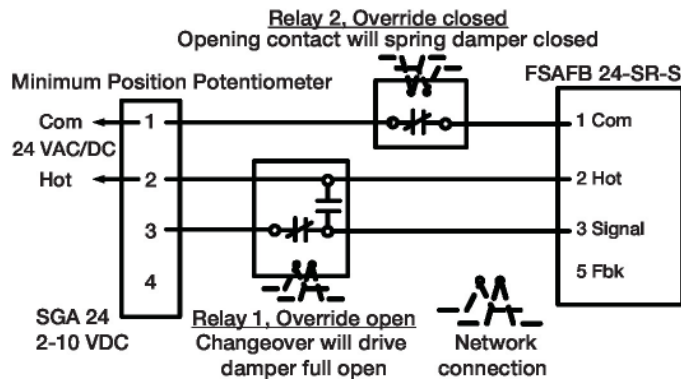 Relay 2, Override closed
Opening contact will spring damper closed
Minimum Position Potentiometer
FSAFB 24-SR-S
Com
1
1 Com
24 VAC/DC
Hot
2
2 Hot
3
3 Signal
4
5 Fbk
SGA 24
2-10 VDC
Relay 1, Override open
Changeover will drive
damper full open
Network
connection